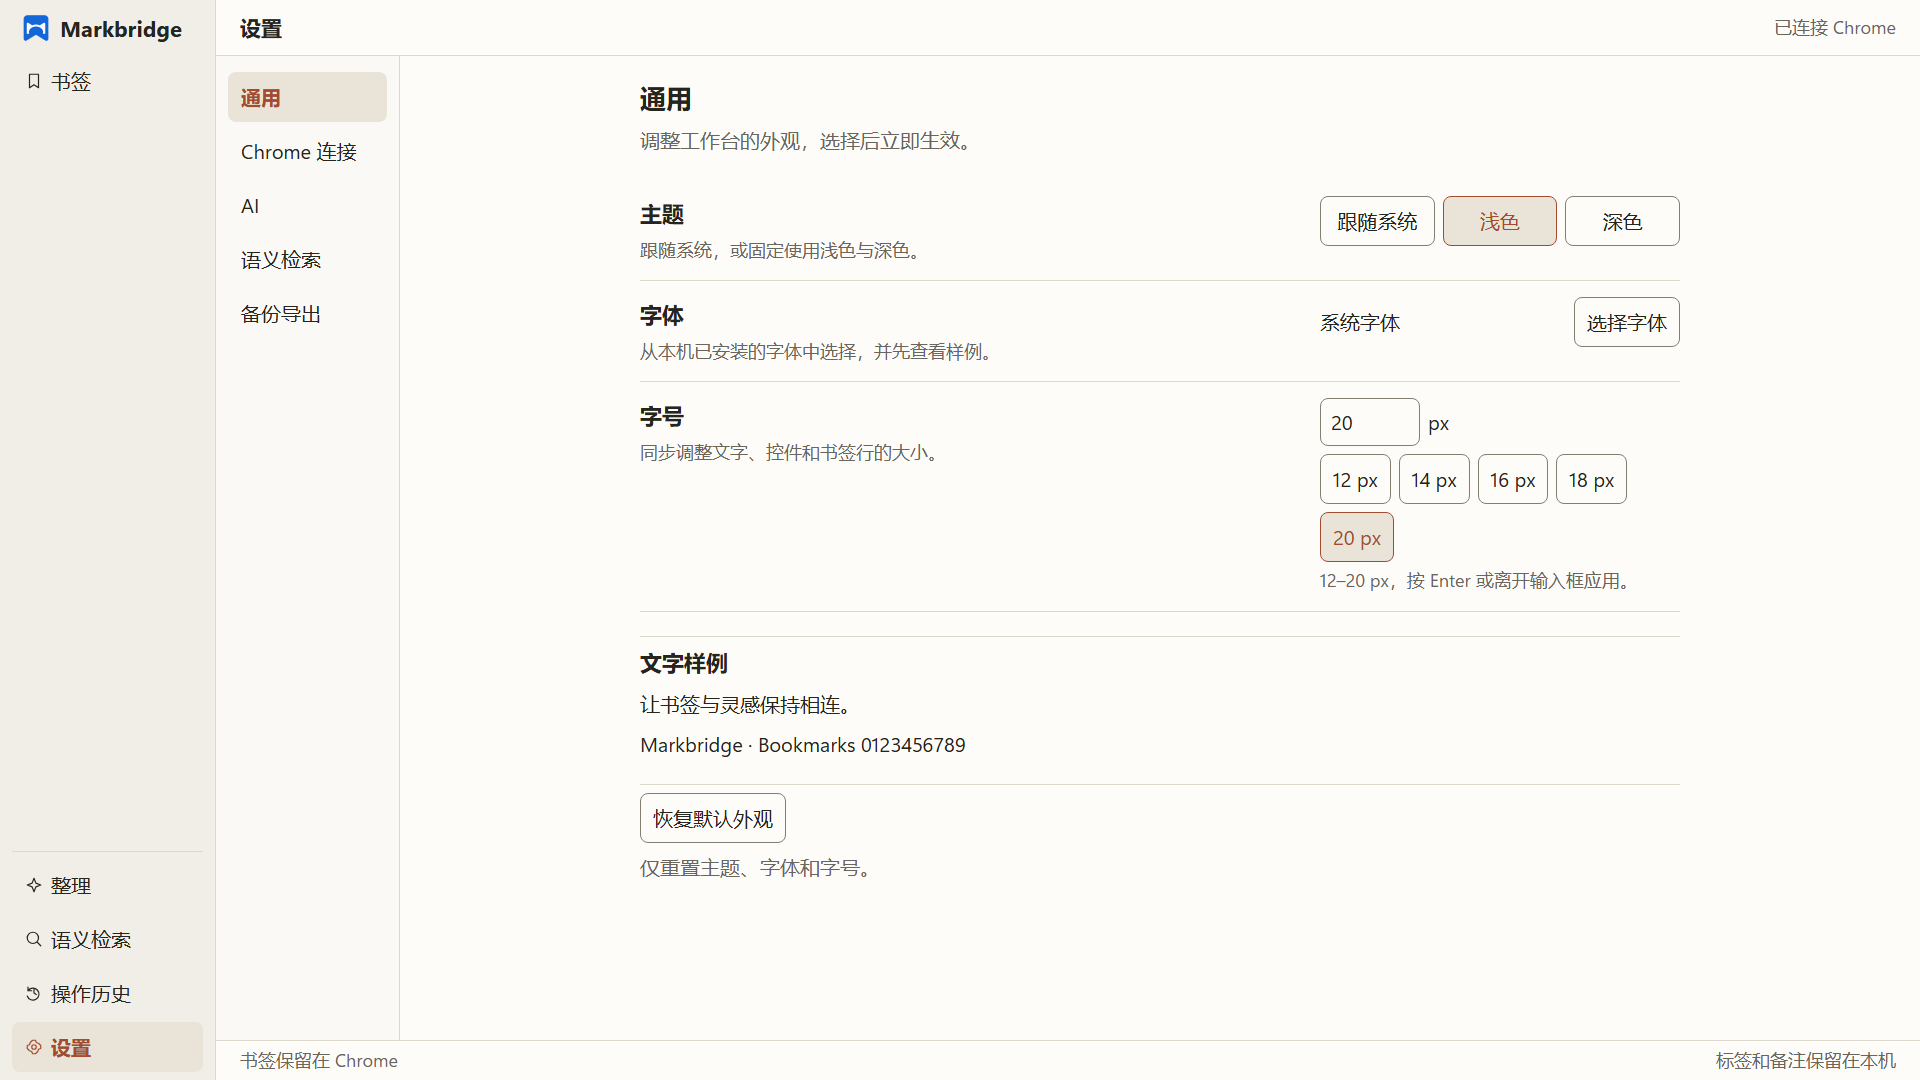 Markbridge
书签
整理
语义检索
操作历史
设置
设置
已连接 Chrome
通用
Chrome 连接
AI
语义检索
备份导出
通用
调整工作台的外观，选择后立即生效。
主题
跟随系统，或固定使用浅色与深色。
跟随系统
浅色
深色
字体
从本机已安装的字体中选择，并先查看样例。
系统字体
选择字体
字号
同步调整文字、控件和书签行的大小。
20 px
12 px
14 px
16 px
18 px
20 px
12–20 px，按 Enter 或离开输入框应用。
文字样例
让书签与灵感保持相连。
Markbridge · Bookmarks 0123456789
恢复默认外观
仅重置主题、字体和字号。
书签保留在 Chrome
标签和备注保留在本机